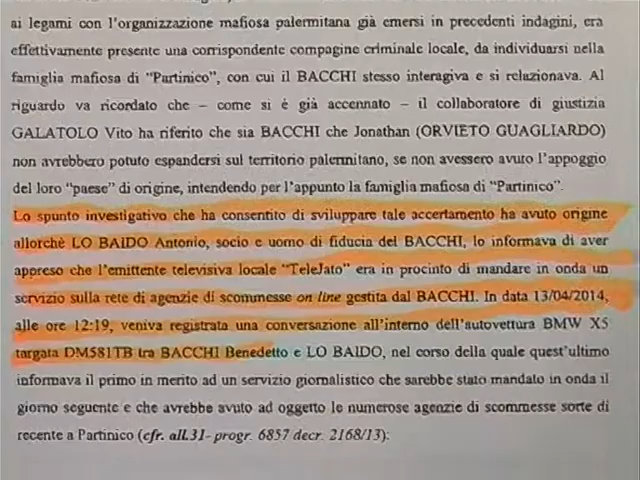 ai legami con l'organizzazione mafiosa palermitana già emersi in precedenti indagini, era
effettivamente presente una corrispondente compagine criminale locale, da individuarsi nella
famiglia mafiosa di “Partinico”, con cui il BACCHI stesso interagiva e si relazionava. Al
riguardo va ricordato che – come si é già accennato – il collaboratore di giustizia
GALATOLO Vito ha riferito che sia BACCHI che Jonathan (ORVIETO GUAGLIARDO)
non avrebbero potuto espandersi sul territorio palermitano, se non avessero avuto l'appoggio
del loro “paese” di origine, intendendo per l'appunto la famiglia mafiosa di “Partinico”.
Lo spunto investigativo che ha consentito di sviluppare tale accertamento ha avuto origine
allorchè LO BAIDO Antonio, socio e uomo di fiducia del BACCHI, lo informava di aver
appreso che l'emittente televisiva locale “TeleJato” era in procinto di mandare in onda un
servizio sulla rete di agenzie di scommesse on line gestita dal BACCHI. In data 13/04/2014,
alle ore 12:19, veniva registrata una conversazione all'interno dell'autovettura BMW X5
targata DM581TB tra BACCHI Benedetto e LO BAIDO, nel corso della quale quest'ultimo
informava il primo in merito ad un servizio giornalistico che sarebbe stato mandato in onda il
giorno seguente e che avrebbe avuto ad oggetto le numerose agenzie di scommesse sorte di
recente a Partinico (cfr. all.31- progr. 6857 decr. 2168/13):